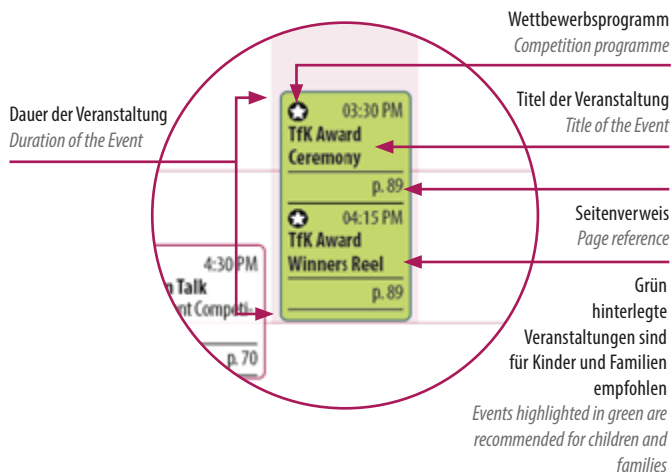 Wettbewerbsprogramm
Competition programme
Dauer der Veranstaltung
Duration of the Event
03:30 PM
TfK Award
Ceremony
p. 89
04:15 PM
TfK Award
Winners Reel
p. 89
4:30 PM
Talk
Competi-
p. 70
Titel der Veranstaltung
Title of the Event
Seitenverweis
Page reference
Grün
hinterlegte
Veranstaltungen sind
für Kinder und Familien
empfohlen
Events highlighted in green are
recommended for children and
families